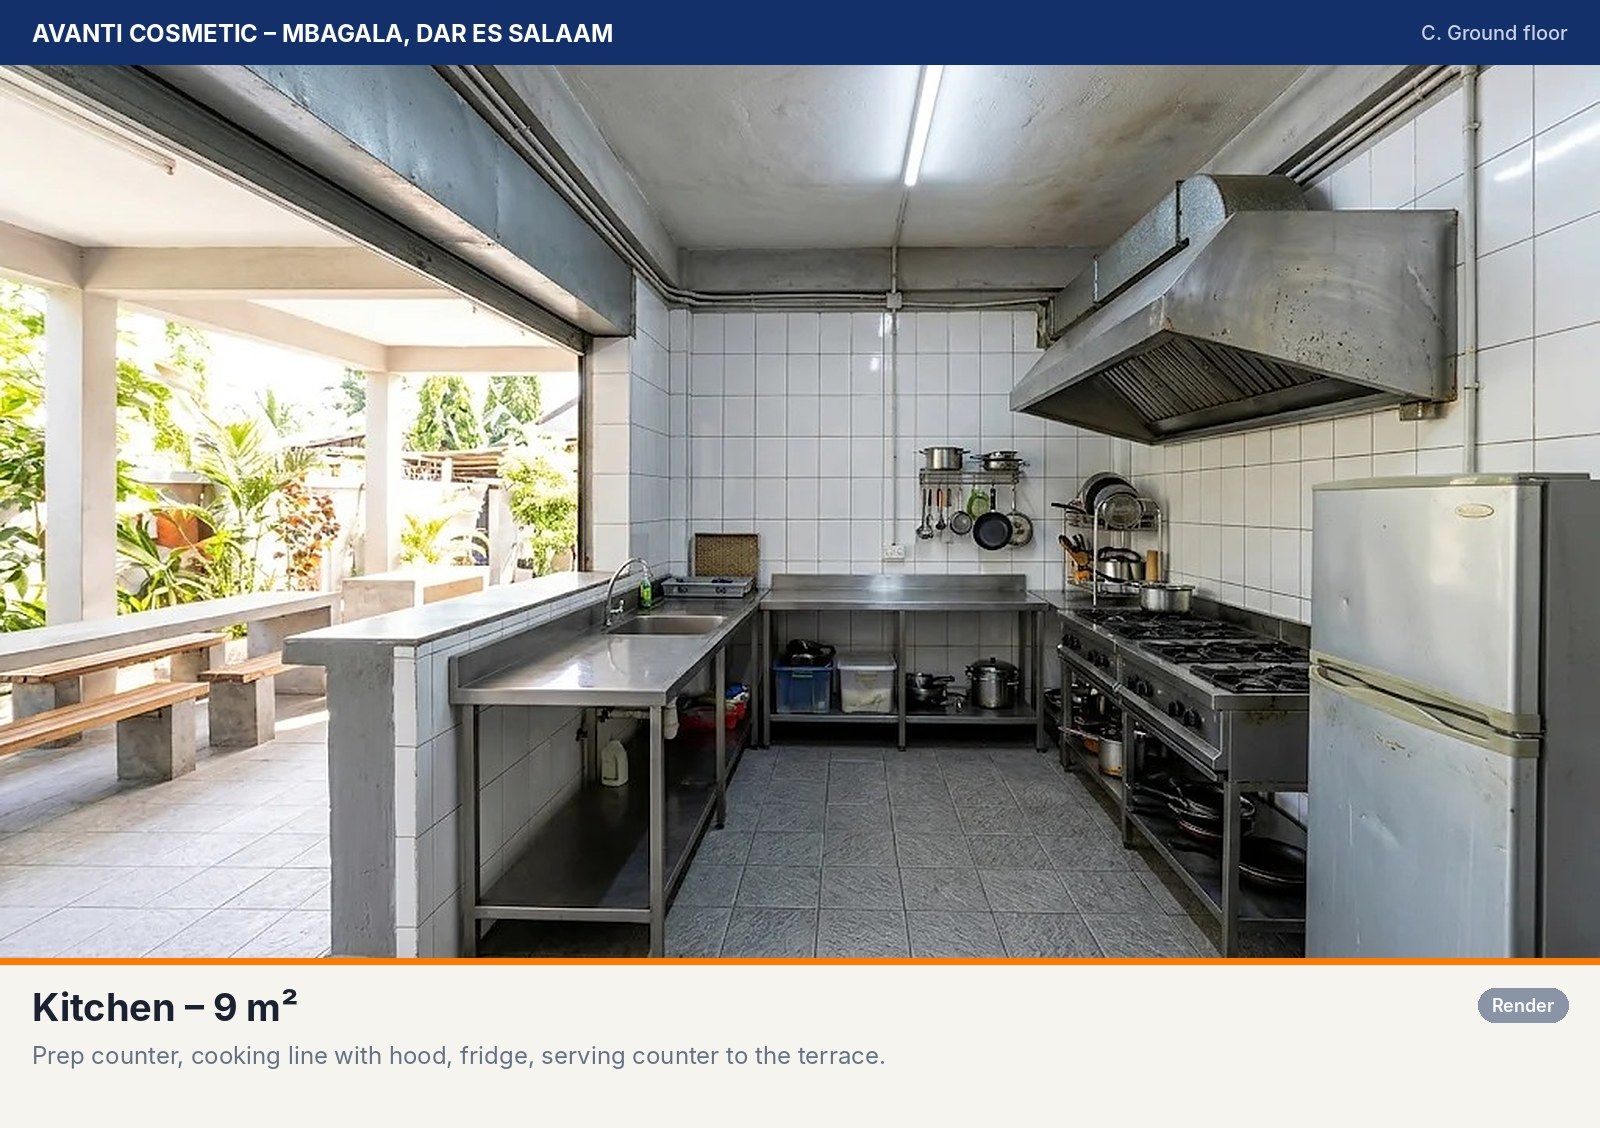 AVANTI COSMETIC – MBAGALA, DAR ES SALAAM
C. Ground floor
Kitchen – 9 m²
Render
Prep counter, cooking line with hood, fridge, serving counter to the terrace.